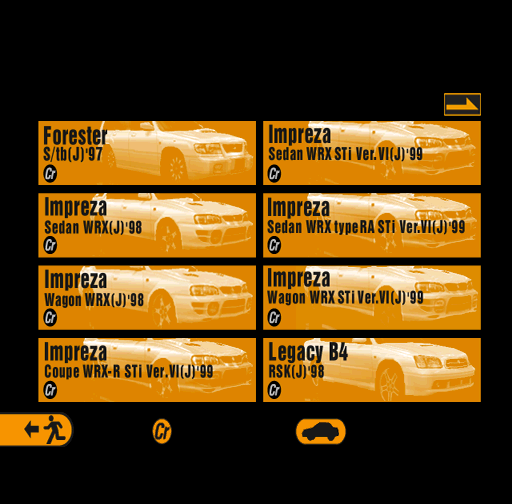 Forester
S/tb(J)'97
Cr
Impreza
Sedan WRX STi Ver.VI(J)'99
Cr
Impreza
Sedan WRX(J)'98
Cr
Impreza
Sedan WRX typeRA STi Ver.VI(J)'99
Cr
Impreza
Wagon WRX(J)'98
Cr
Impreza
Wagon WRX STi Ver.VI(J)'99
Cr
Impreza
Coupe WRX-R STi Ver.VI(J)'99
Cr
Legacy B4
RSK(J)'98
Cr
Cr